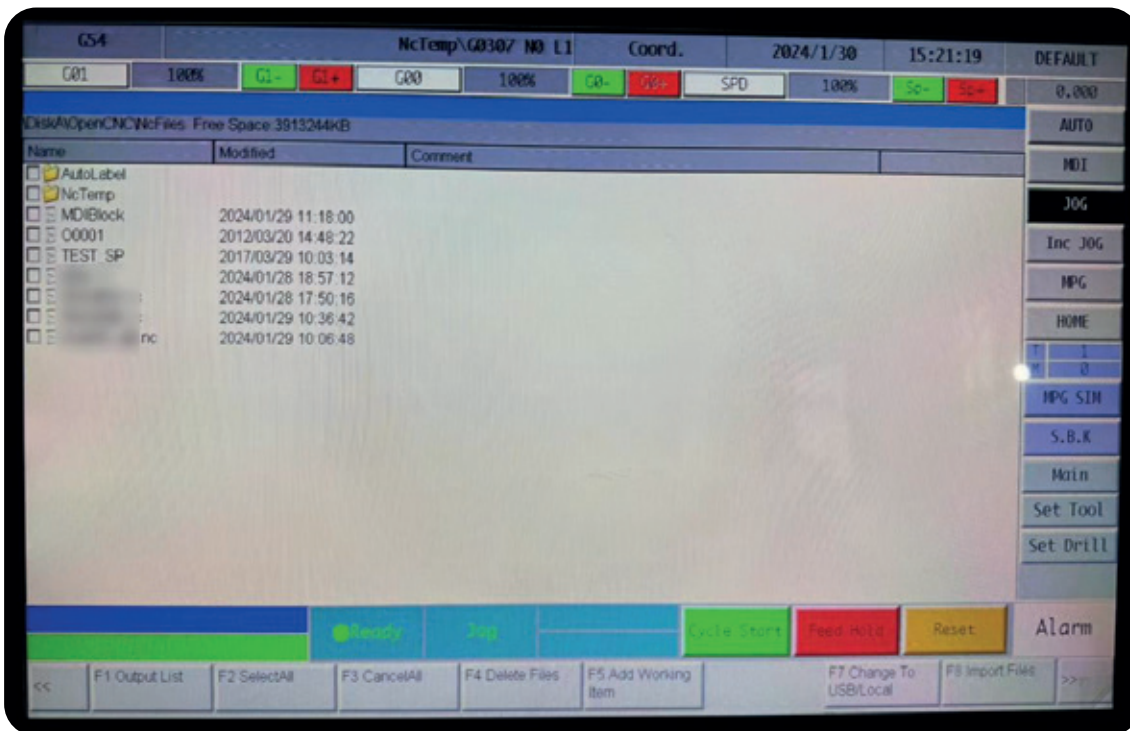 G54 NcTemp\G0307 N0 L1 Coord. 2024/1/30 15:21:19 DEFAULT
G01 100% G1- G1+ G00 100% G0- G0+ SPD 100% Sp- Sp+ 0.000
\DiskA\OpenCNC\NcFiles Free Space:3913244KB
Name Modified Comment
AutoLabel
NcTemp
MDIBlock 2024/01/29 11:18:00
O0001 2012/03/20 14:48:22
TEST_SP 2017/03/29 10:03:14
2024/01/28 18:57:12
2024/01/28 17:50:16
2024/01/29 10:36:42
nc 2024/01/29 10:06:48
AUTO
MDI
JOG
Inc JOG
MPG
HOME
T 1
M 0
MPG SIM
S.B.K
Main
Set Tool
Set Drill
Ready Jog Cycle Start Feed Hold Reset Alarm
<< F1 Output List F2 SelectAll F3 CancelAll F4 Delete Files F5 Add Working Item F7 Change To USB/Local F8 Import Files >>